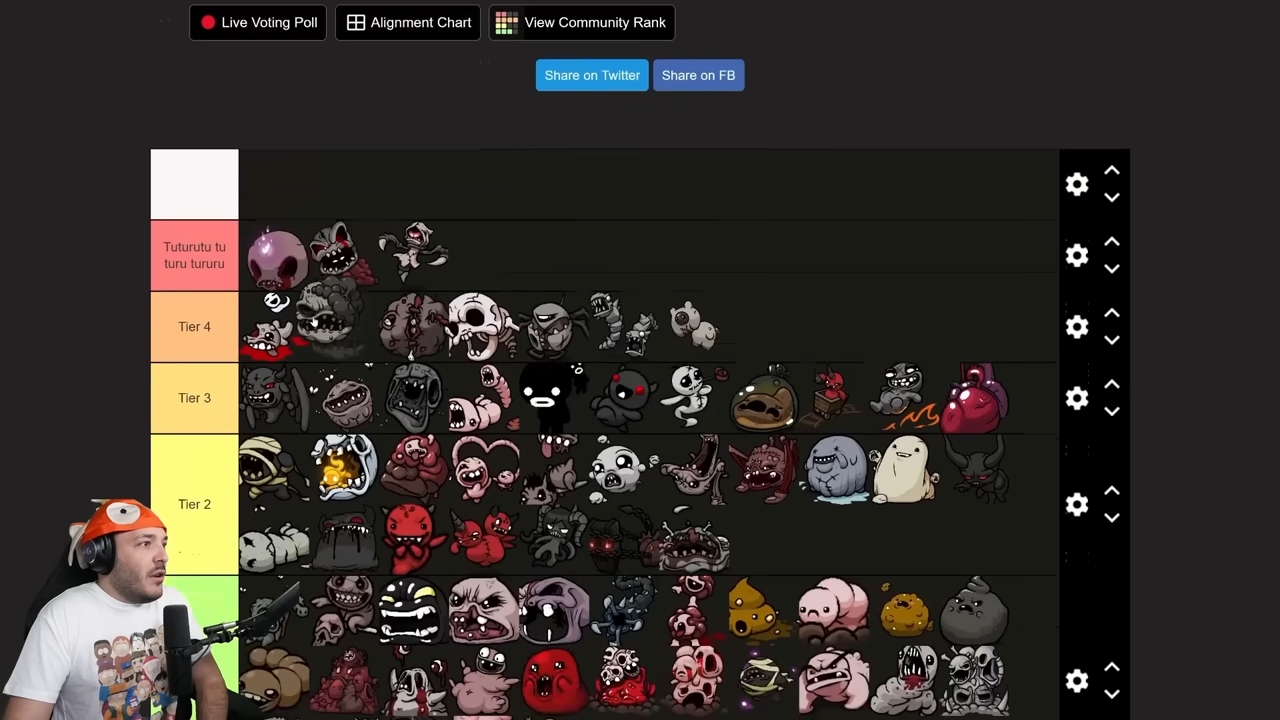 Live Voting Poll
Alignment Chart
View Community Rank
Share on Twitter
Share on FB
Tuturutu tu
turu tururu
Tier 4
Tier 3
Tier 2